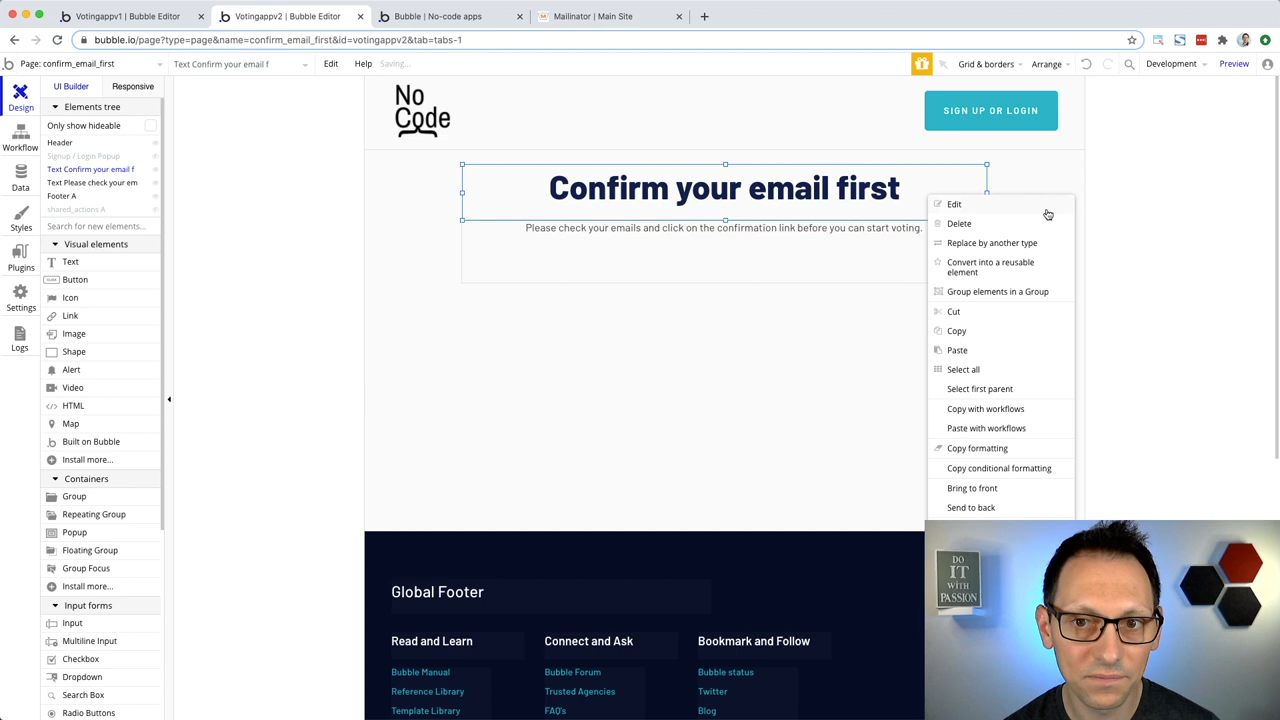 Votingappv1 | Bubble Editor
Votingappv2 | Bubble Editor
Bubble | No-code apps
Mailinator | Main Site
bubble.io/page?type=page&name=confirm_email_first&id=votingappv2&tab=tabs-1
Page: confirm_email_first
Text Confirm your email f
Edit
Help
Saving...
Grid & borders
Arrange
Development
Preview
Design
Workflow
Data
Styles
Plugins
Settings
Logs
UI Builder
Responsive
Elements tree
Only show hideable
Header
Signup / Login Popup
Text Confirm your email f
Text Please check your em
Footer A
shared_actions A
Search for new elements...
Visual elements
Text
Button
Icon
Link
Image
Shape
Alert
Video
HTML
Map
Built on Bubble
Install more...
Containers
Group
Repeating Group
Popup
Floating Group
Group Focus
Install more...
Input forms
Input
Multiline Input
Checkbox
Dropdown
Search Box
Radio Buttons
No
Code
SIGN UP OR LOGIN
Confirm your email first
Please check your emails and click on the confirmation link before you can start voting.
Edit
Delete
Replace by another type
Convert into a reusable
element
Group elements in a Group
Cut
Copy
Paste
Select all
Select first parent
Copy with workflows
Paste with workflows
Copy formatting
Copy conditional formatting
Bring to front
Send to back
Global Footer
Read and Learn
Bubble Manual
Reference Library
Template Library
Connect and Ask
Bubble Forum
Trusted Agencies
FAQ's
Bookmark and Follow
Bubble status
Twitter
Blog
DO
IT
WITH
PASSION